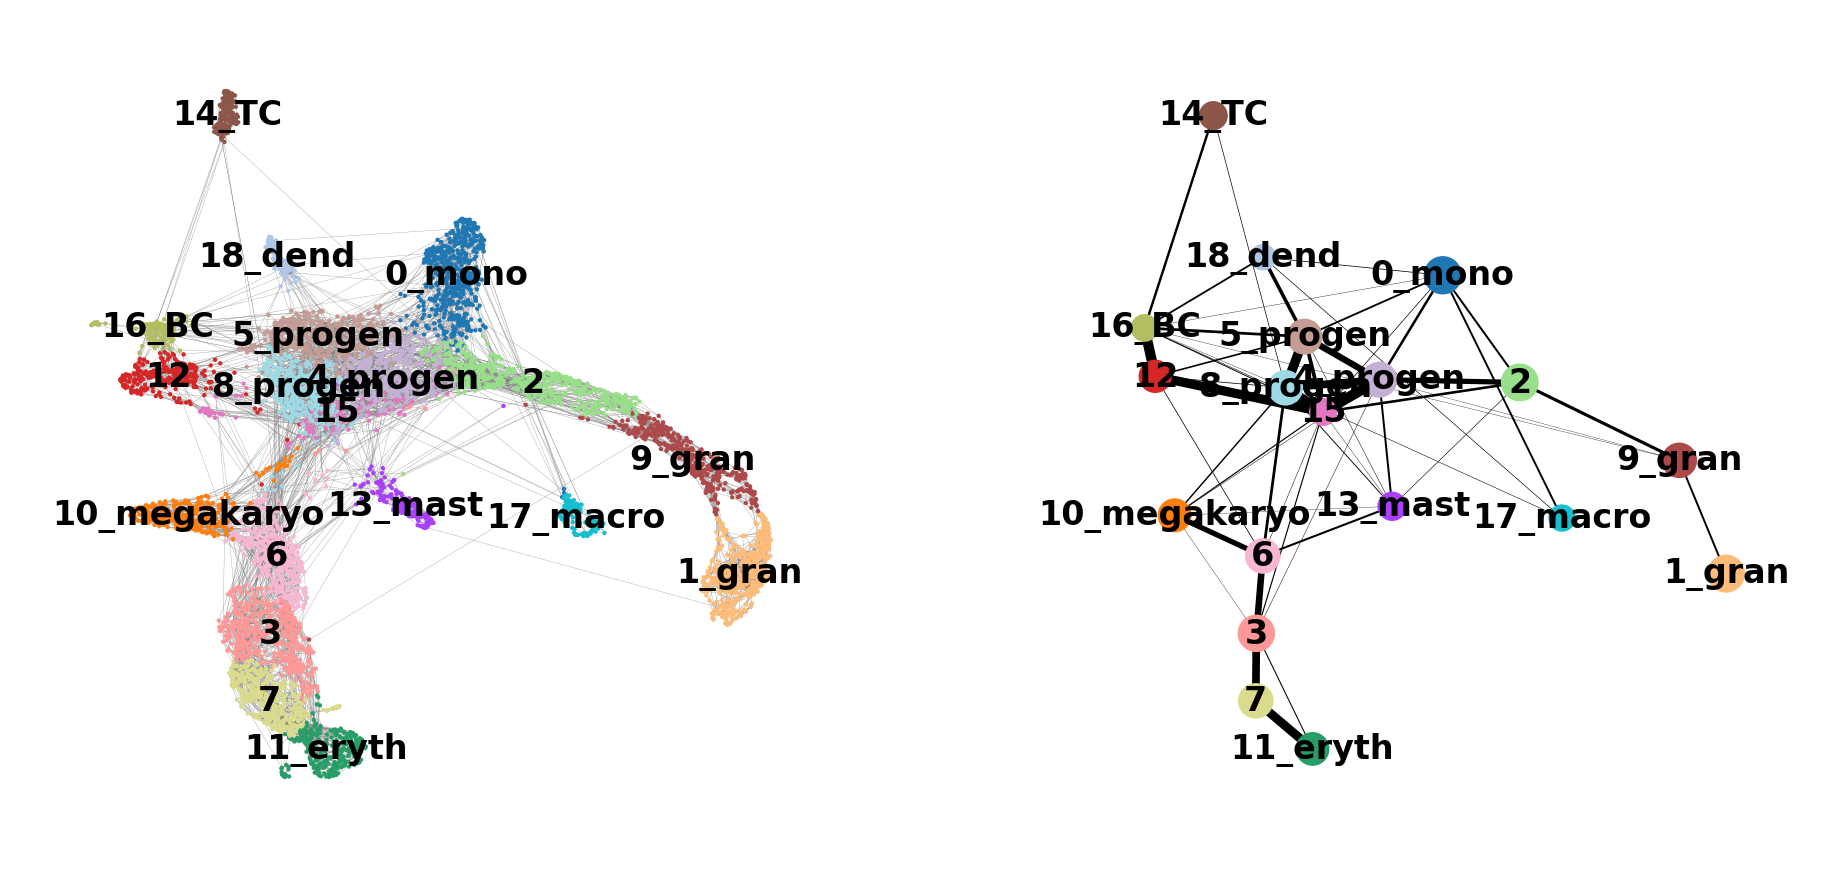 14_TC
18_dend
0_mono
16_BC
5_progen
12
8_progen
4_progen
2
15
9_gran
10_megakaryo
13_mast
17_macro
6
1_gran
3
7
11_eryth
14_TC
18_dend
0_mono
16_BC
5_progen
12
8_progen
4_progen
2
15
9_gran
10_megakaryo
13_mast
17_macro
6
1_gran
3
7
11_eryth